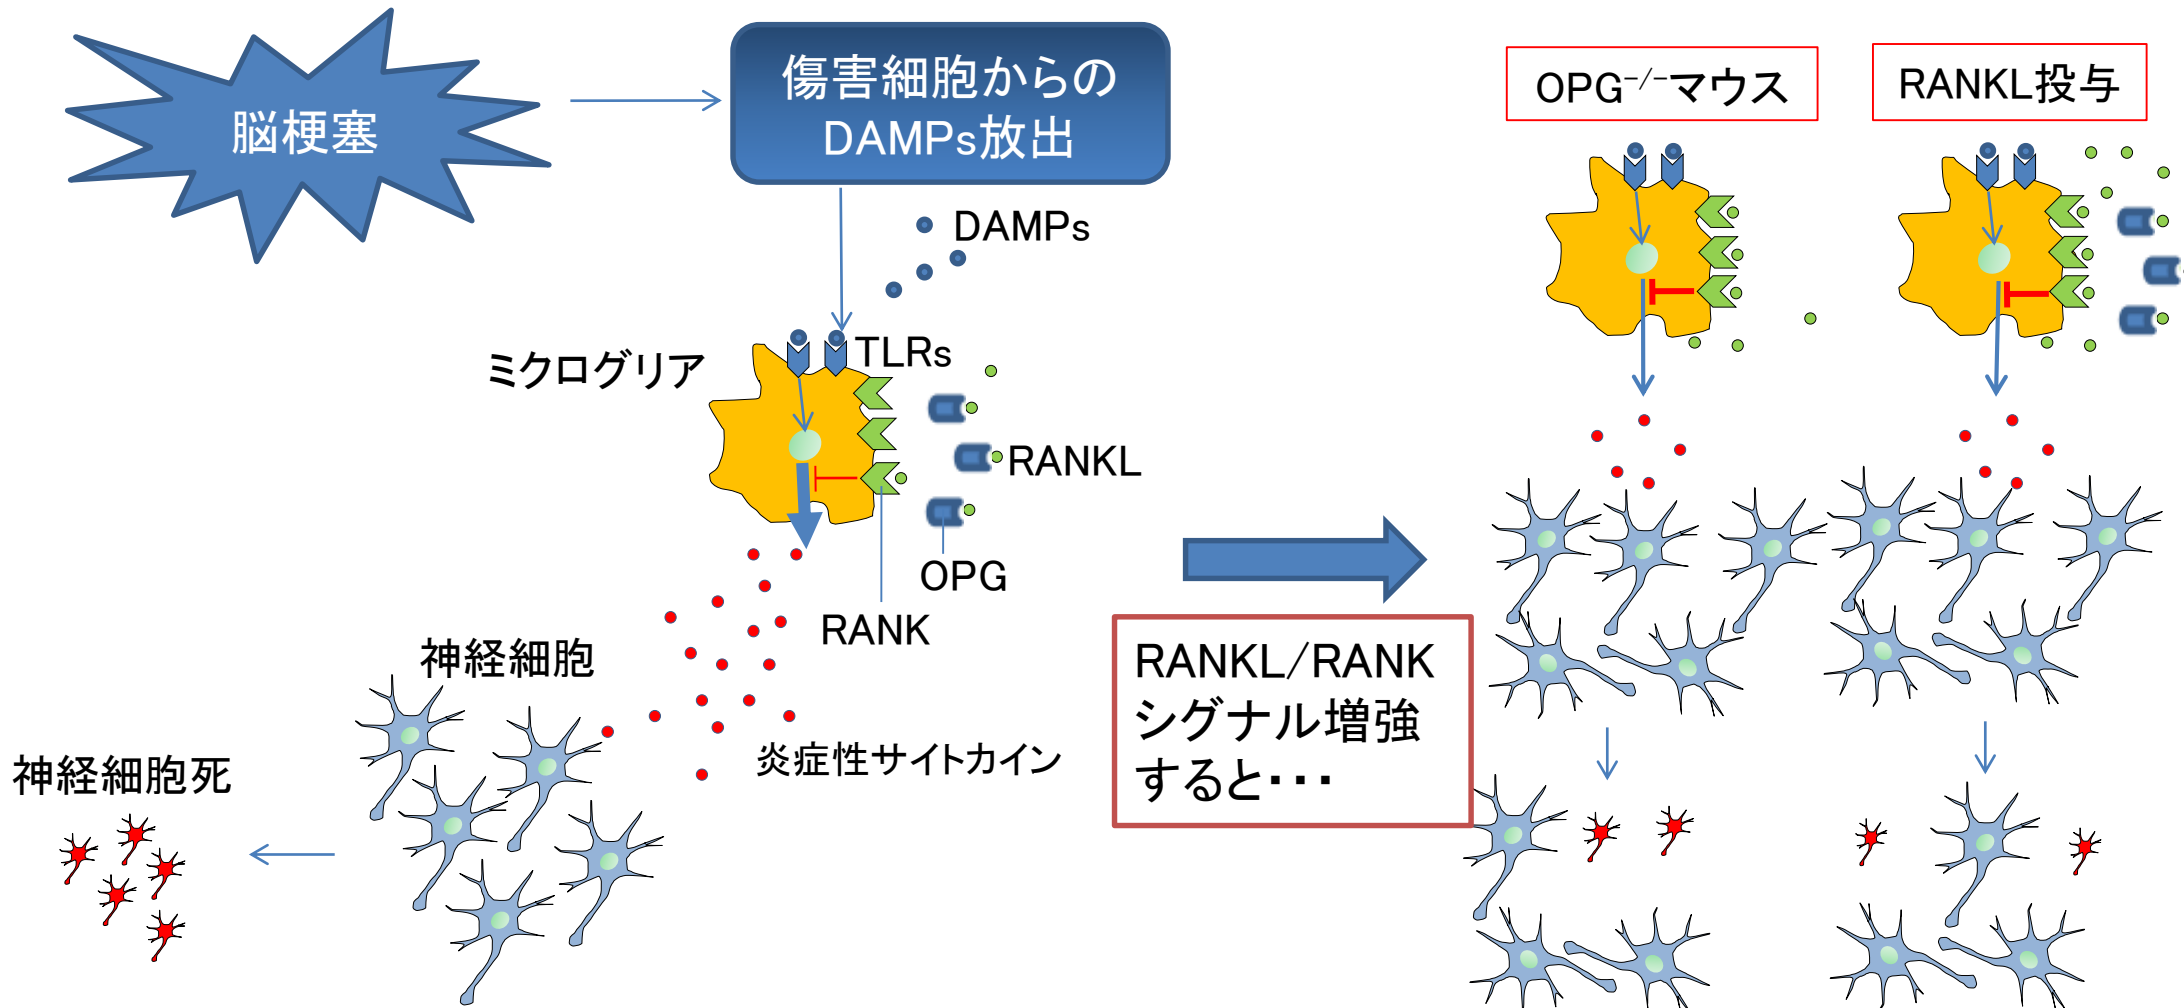 脳梗塞
傷害細胞からの
DAMPs放出
DAMPs
ミクログリア
TLRs
RANKL
OPG
RANK
神経細胞
炎症性サイトカイン
神経細胞死
RANKL/RANK
シグナル増強
すると・・・
OPG⁻/⁻マウス
RANKL投与